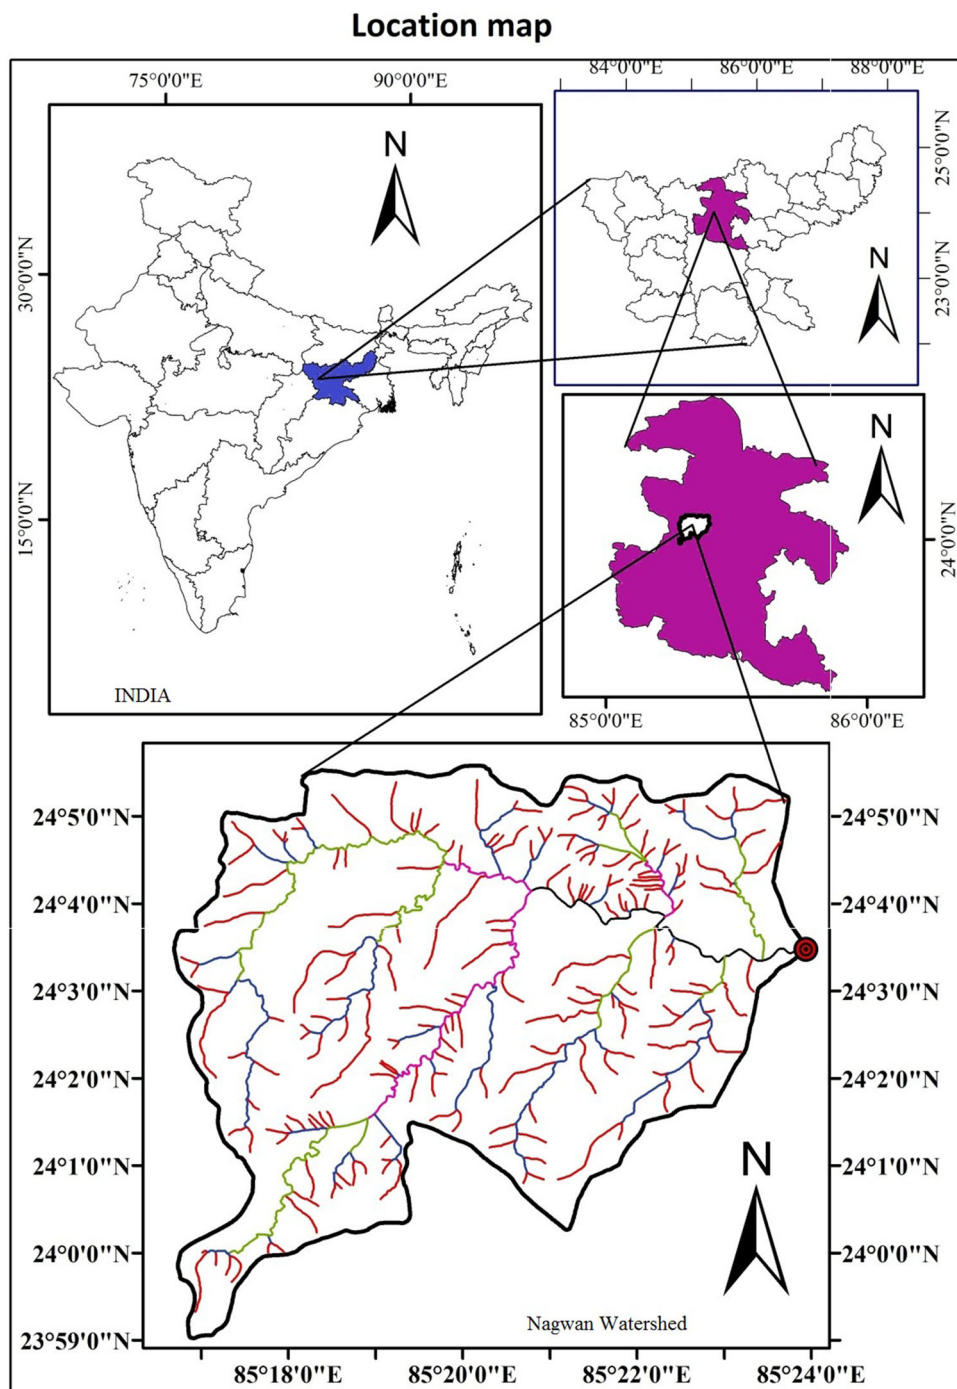 Location map
75°0'0"E 90°0'0"E
84°0'0"E 86°0'0"E 88°0'0"E
N
30°0'0"N
15°0'0"N
INDIA
N
25°0'0"N
23°0'0"N
N
24°0'0"N
85°0'0"E 86°0'0"E
24°5'0"N 24°5'0"N
24°4'0"N 24°4'0"N
24°3'0"N 24°3'0"N
24°2'0"N 24°2'0"N
24°1'0"N 24°1'0"N
N
24°0'0"N 24°0'0"N
Nagwan Watershed
23°59'0"N
85°18'0"E 85°20'0"E 85°22'0"E 85°24'0"E